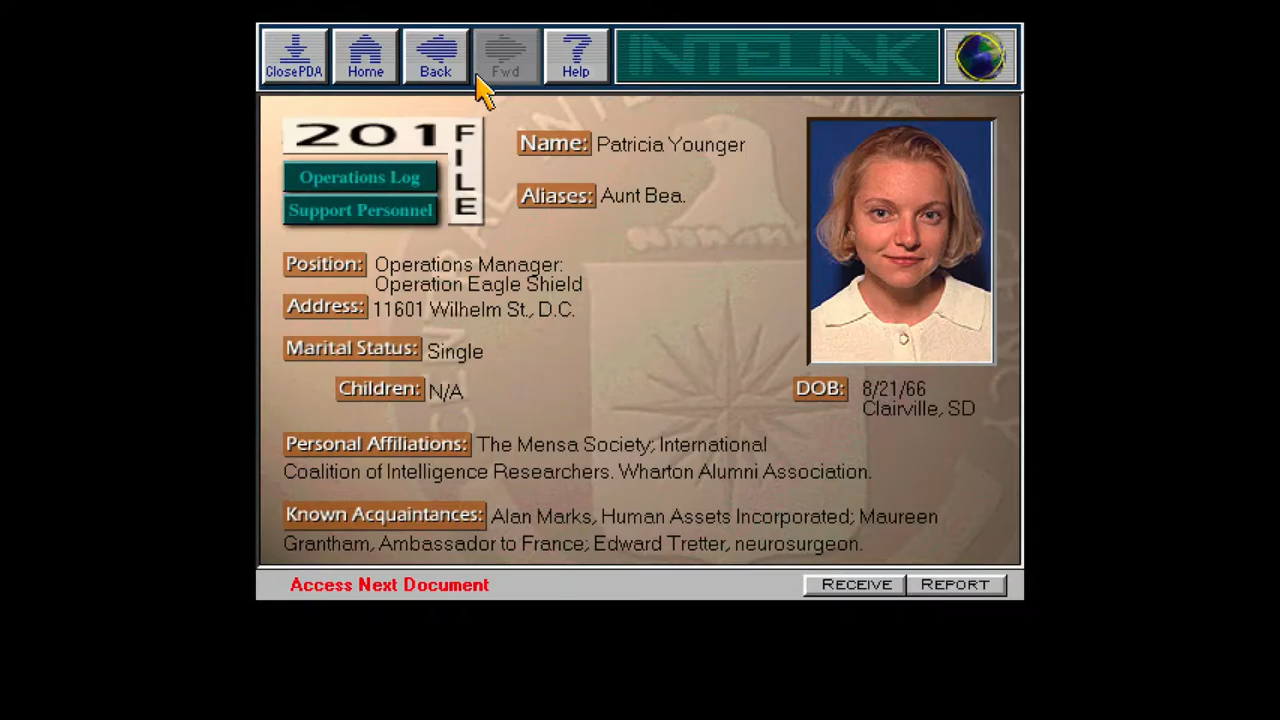 ClosePDA Home Back Fwd Help INTELINK
201 FILE
Name: Patricia Younger
Operations Log
Support Personnel
Aliases: Aunt Bea.
Position: Operations Manager:
Operation Eagle Shield
Address: 11601 Wilhelm St., D.C.
Marital Status: Single
Children: N/A
DOB: 8/21/66
Clairville, SD
Personal Affiliations: The Mensa Society; International
Coalition of Intelligence Researchers. Wharton Alumni Association.
Known Acquaintances: Alan Marks, Human Assets Incorporated; Maureen
Grantham, Ambassador to France; Edward Tretter, neurosurgeon.
Access Next Document
RECEIVE REPORT